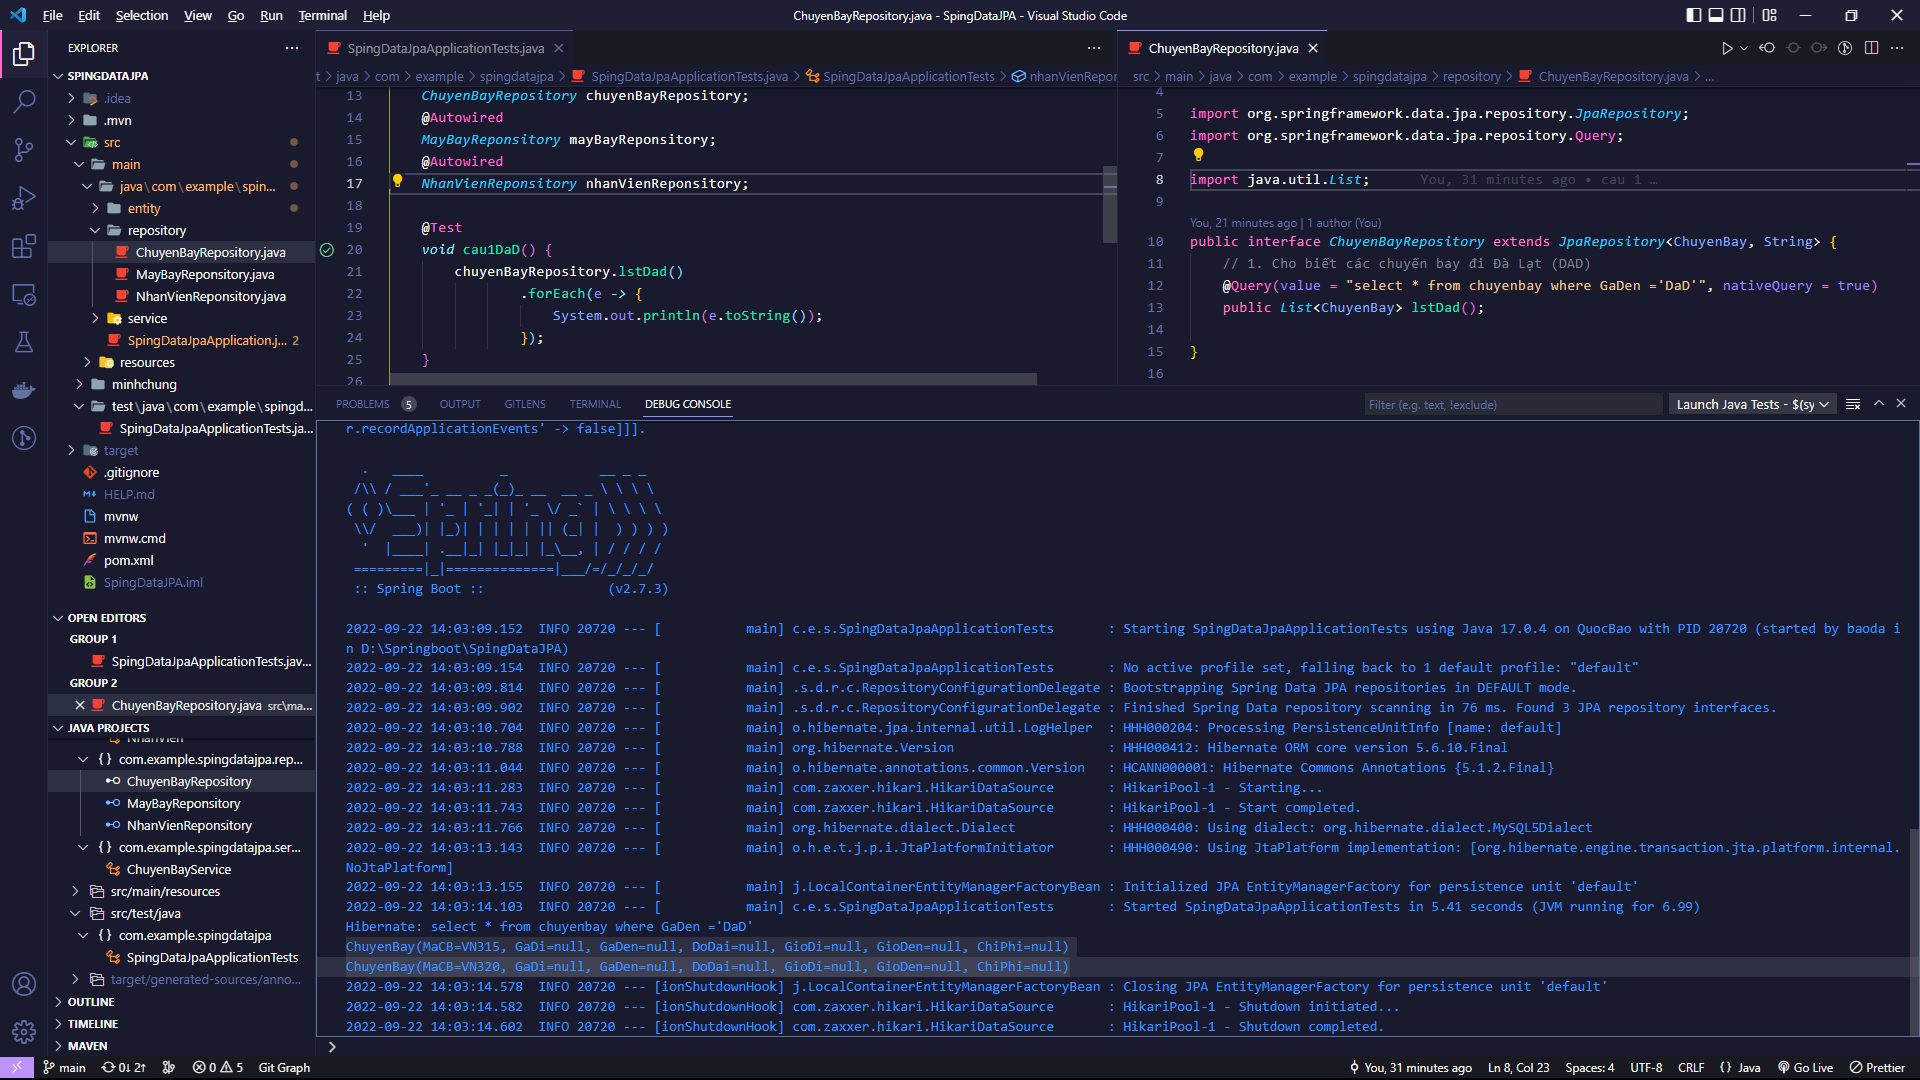 File Edit Selection View Go Run Terminal Help
ChuyenBayRepository.java - SpingDataJPA - Visual Studio Code
EXPLORER
SPINGDATAJPA
.idea
.mvn
src
main
java\com\example\spin...
entity
repository
ChuyenBayRepository.java
MayBayReponsitory.java
NhanVienReponsitory.java
service
SpingDataJpaApplication.j... 2
resources
minhchung
test\java\com\example\spingd...
SpingDataJpaApplicationTests.ja...
target
.gitignore
HELP.md
mvnw
mvnw.cmd
pom.xml
SpingDataJPA.iml
OPEN EDITORS
GROUP 1
SpingDataJpaApplicationTests.jav...
GROUP 2
ChuyenBayRepository.java src\ma...
JAVA PROJECTS
NhanVien
{} com.example.spingdatajpa.rep...
ChuyenBayRepository
MayBayReponsitory
NhanVienReponsitory
{} com.example.spingdatajpa.ser...
ChuyenBayService
src/main/resources
src/test/java
{} com.example.spingdatajpa
SpingDataJpaApplicationTests
target/generated-sources/anno...
OUTLINE
TIMELINE
MAVEN
SpingDataJpaApplicationTests.java
t > java > com > example > spingdatajpa > SpingDataJpaApplicationTests.java > SpingDataJpaApplicationTests > nhanVienRepor
13 ChuyenBayRepository chuyenBayRepository;
14 @Autowired
15 MayBayReponsitory mayBayReponsitory;
16 @Autowired
17 NhanVienReponsitory nhanVienReponsitory;
18
19 @Test
20 void cau1DaD() {
21 chuyenBayRepository.lstDad()
22 .forEach(e -> {
23 System.out.println(e.toString());
24 });
25 }
26
ChuyenBayRepository.java
src > main > java > com > example > spingdatajpa > repository > ChuyenBayRepository.java > ...
4
5 import org.springframework.data.jpa.repository.JpaRepository;
6 import org.springframework.data.jpa.repository.Query;
7
8 import java.util.List; You, 31 minutes ago • cau 1 …
9
You, 21 minutes ago | 1 author (You)
10 public interface ChuyenBayRepository extends JpaRepository<ChuyenBay, String> {
11 // 1. Cho biết các chuyến bay đi Đà Lạt (DAD)
12 @Query(value = "select * from chuyenbay where GaDen ='DaD'", nativeQuery = true)
13 public List<ChuyenBay> lstDad();
14
15 }
16
PROBLEMS 5 OUTPUT GITLENS TERMINAL DEBUG CONSOLE
Filter (e.g. text, !exclude)
Launch Java Tests - $(sy
r.recordApplicationEvents' -> false]]].
  .   ____          _            __ _ _
 /\\ / ___'_ __ _ _(_)_ __  __ _ \ \ \ \
( ( )\___ | '_ | '_| | '_ \/ _` | \ \ \ \
 \\/  ___)| |_)| | | | | || (_| |  ) ) ) )
  '  |____| .__|_| |_|_| |_\__, | / / / /
 =========|_|==============|___/=/_/_/_/
 :: Spring Boot ::                (v2.7.3)
2022-09-22 14:03:09.152 INFO 20720 --- [ main] c.e.s.SpingDataJpaApplicationTests : Starting SpingDataJpaApplicationTests using Java 17.0.4 on QuocBao with PID 20720 (started by baoda i
n D:\Springboot\SpingDataJPA)
2022-09-22 14:03:09.154 INFO 20720 --- [ main] c.e.s.SpingDataJpaApplicationTests : No active profile set, falling back to 1 default profile: "default"
2022-09-22 14:03:09.814 INFO 20720 --- [ main] .s.d.r.c.RepositoryConfigurationDelegate : Bootstrapping Spring Data JPA repositories in DEFAULT mode.
2022-09-22 14:03:09.902 INFO 20720 --- [ main] .s.d.r.c.RepositoryConfigurationDelegate : Finished Spring Data repository scanning in 76 ms. Found 3 JPA repository interfaces.
2022-09-22 14:03:10.704 INFO 20720 --- [ main] o.hibernate.jpa.internal.util.LogHelper : HHH000204: Processing PersistenceUnitInfo [name: default]
2022-09-22 14:03:10.788 INFO 20720 --- [ main] org.hibernate.Version : HHH000412: Hibernate ORM core version 5.6.10.Final
2022-09-22 14:03:11.044 INFO 20720 --- [ main] o.hibernate.annotations.common.Version : HCANN000001: Hibernate Commons Annotations {5.1.2.Final}
2022-09-22 14:03:11.283 INFO 20720 --- [ main] com.zaxxer.hikari.HikariDataSource : HikariPool-1 - Starting...
2022-09-22 14:03:11.743 INFO 20720 --- [ main] com.zaxxer.hikari.HikariDataSource : HikariPool-1 - Start completed.
2022-09-22 14:03:11.766 INFO 20720 --- [ main] org.hibernate.dialect.Dialect : HHH000400: Using dialect: org.hibernate.dialect.MySQL5Dialect
2022-09-22 14:03:13.143 INFO 20720 --- [ main] o.h.e.t.j.p.i.JtaPlatformInitiator : HHH000490: Using JtaPlatform implementation: [org.hibernate.engine.transaction.jta.platform.internal.
NoJtaPlatform]
2022-09-22 14:03:13.155 INFO 20720 --- [ main] j.LocalContainerEntityManagerFactoryBean : Initialized JPA EntityManagerFactory for persistence unit 'default'
2022-09-22 14:03:14.103 INFO 20720 --- [ main] c.e.s.SpingDataJpaApplicationTests : Started SpingDataJpaApplicationTests in 5.41 seconds (JVM running for 6.99)
Hibernate: select * from chuyenbay where GaDen ='DaD'
ChuyenBay(MaCB=VN315, GaDi=null, GaDen=null, DoDai=null, GioDi=null, GioDen=null, ChiPhi=null)
ChuyenBay(MaCB=VN320, GaDi=null, GaDen=null, DoDai=null, GioDi=null, GioDen=null, ChiPhi=null)
2022-09-22 14:03:14.578 INFO 20720 --- [ionShutdownHook] j.LocalContainerEntityManagerFactoryBean : Closing JPA EntityManagerFactory for persistence unit 'default'
2022-09-22 14:03:14.582 INFO 20720 --- [ionShutdownHook] com.zaxxer.hikari.HikariDataSource : HikariPool-1 - Shutdown initiated...
2022-09-22 14:03:14.602 INFO 20720 --- [ionShutdownHook] com.zaxxer.hikari.HikariDataSource : HikariPool-1 - Shutdown completed.
main 0↓ 2↑ 0 5 Git Graph
You, 31 minutes ago Ln 8, Col 23 Spaces: 4 UTF-8 CRLF {} Java Go Live Prettier